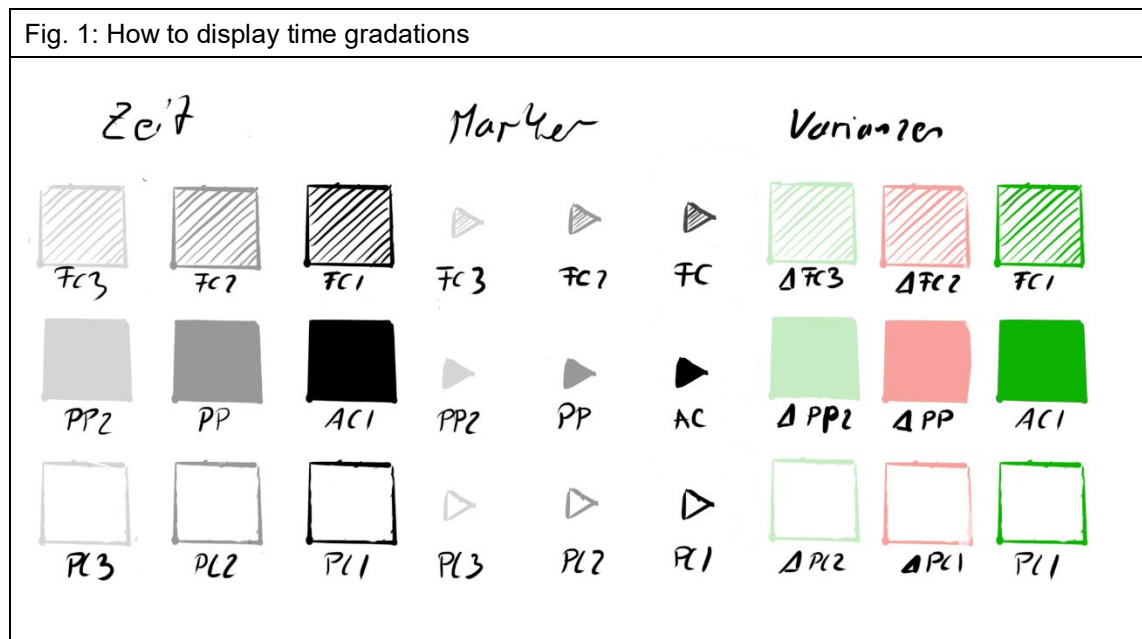 Fig. 1: How to display time gradations
Zeit Marker Varianzen
FC3 FC2 FC1 FC3 FC2 FC ΔFC3 ΔFC2 FC1
PP2 PP AC1 PP2 PP AC ΔPP2 ΔPP AC1
PL3 PL2 PL1 PL3 PL2 PL1 ΔPL2 ΔPL1 PL1